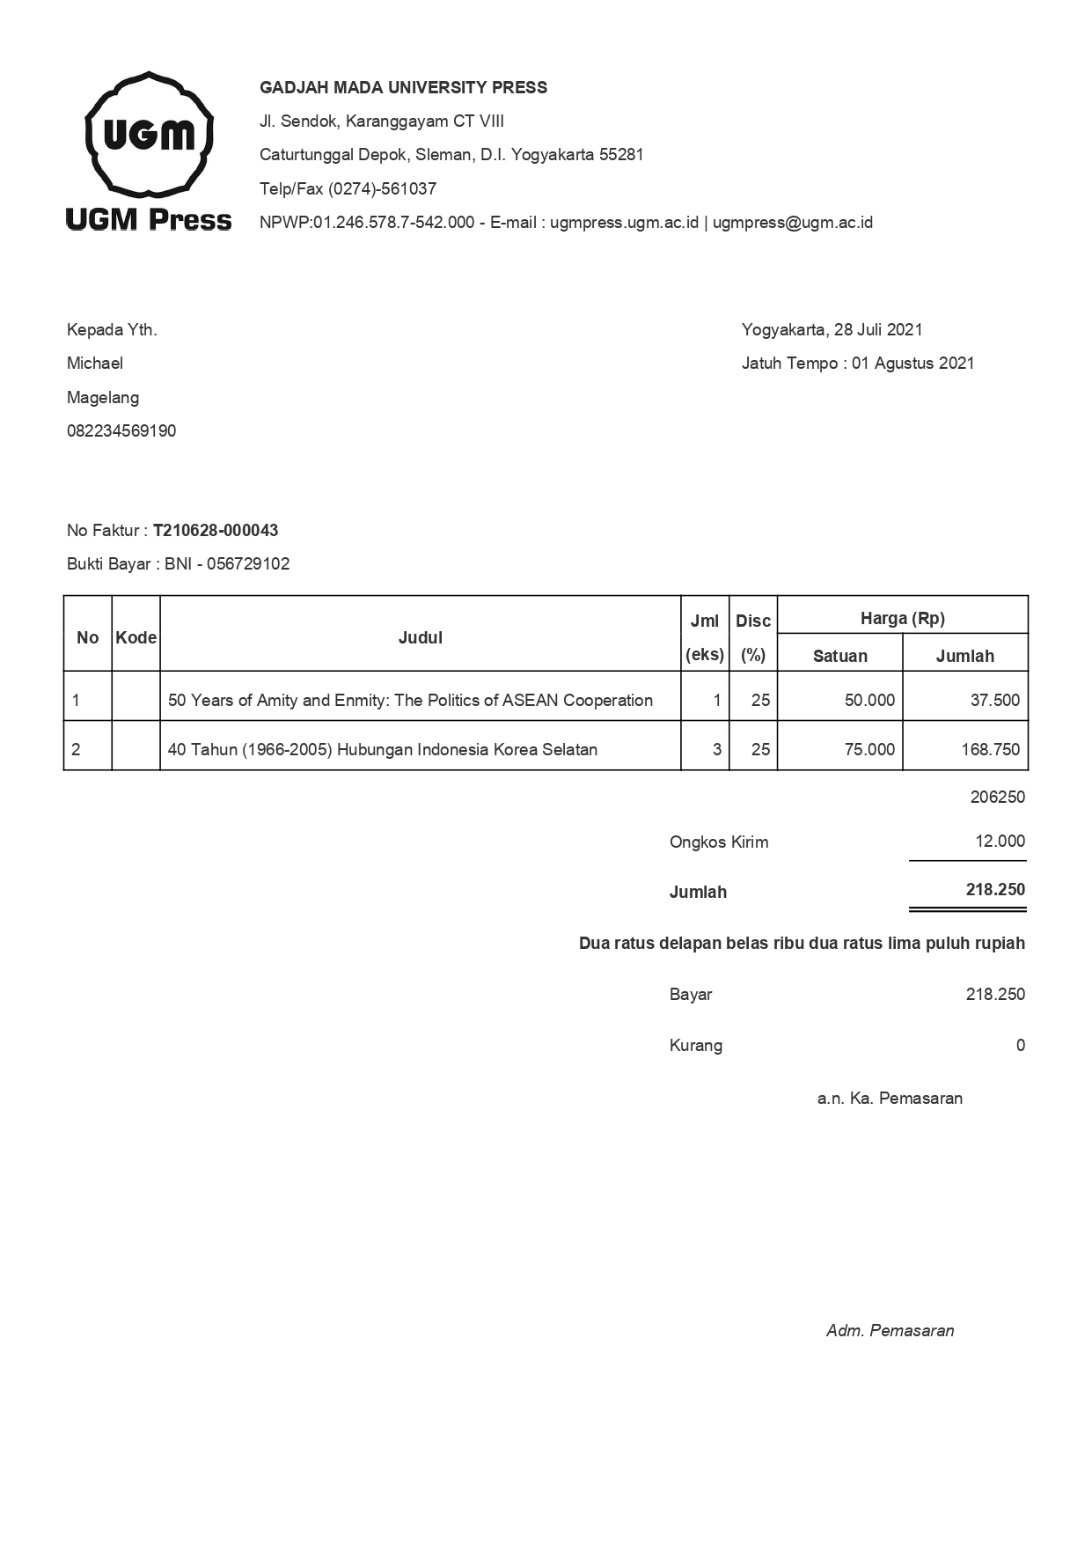 UGM
UGM Press
GADJAH MADA UNIVERSITY PRESS
Jl. Sendok, Karanggayam CT VIII
Caturtunggal Depok, Sleman, D.I. Yogyakarta 55281
Telp/Fax (0274)-561037
NPWP:01.246.578.7-542.000 - E-mail : ugmpress.ugm.ac.id | ugmpress@ugm.ac.id
Kepada Yth.
Michael
Magelang
082234569190
Yogyakarta, 28 Juli 2021
Jatuh Tempo : 01 Agustus 2021
No Faktur : T210628-000043
Bukti Bayar : BNI - 056729102
No Kode Judul Jml (eks) Disc (%) Harga (Rp)
Satuan Jumlah
1 50 Years of Amity and Enmity: The Politics of ASEAN Cooperation 1 25 50.000 37.500
2 40 Tahun (1966-2005) Hubungan Indonesia Korea Selatan 3 25 75.000 168.750
206250
Ongkos Kirim 12.000
Jumlah 218.250
Dua ratus delapan belas ribu dua ratus lima puluh rupiah
Bayar 218.250
Kurang 0
a.n. Ka. Pemasaran
Adm. Pemasaran